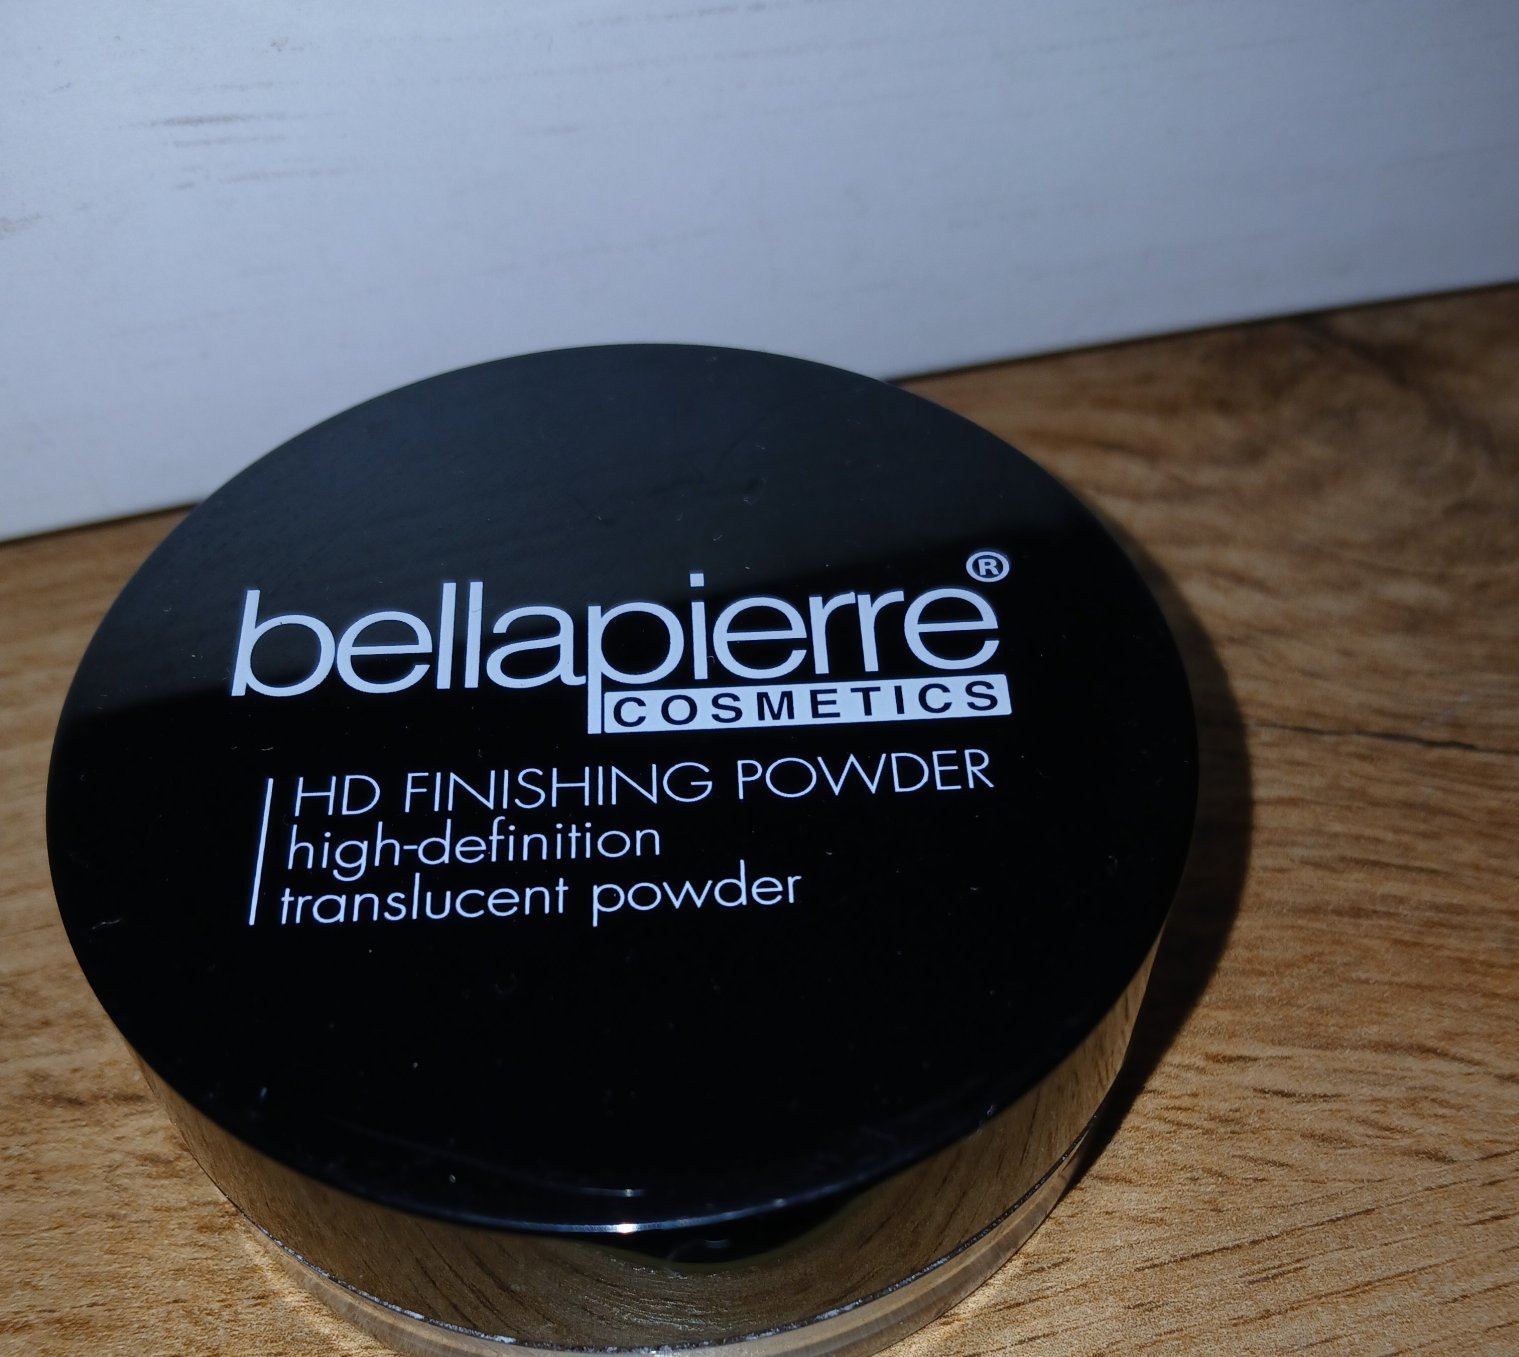 bellapierre®
COSMETICS
HD FINISHING POWDER
high-definition
translucent powder